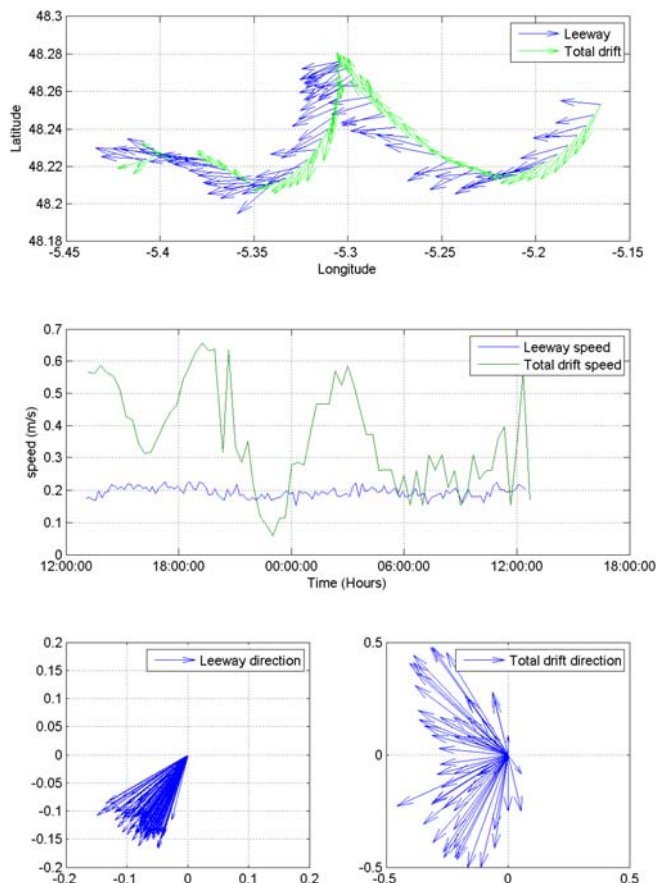 48.3
48.28
48.26
48.24
48.22
48.2
48.18
Latitude
Leeway
Total drift
-5.45 -5.4 -5.35 -5.3 -5.25 -5.2 -5.15
Longitude
0.7
0.6
0.5
0.4
0.3
0.2
0.1
0
speed (m/s)
Leeway speed
Total drift speed
12:00:00 18:00:00 00:00:00 06:00:00 12:00:00 18:00:00
Time (Hours)
0.2
0.15
0.1
0.05
0
-0.05
-0.1
-0.15
-0.2
Leeway direction
-0.2 -0.1 0 0.1 0.2
0.5
0
-0.5
Total drift direction
-0.5 0 0.5